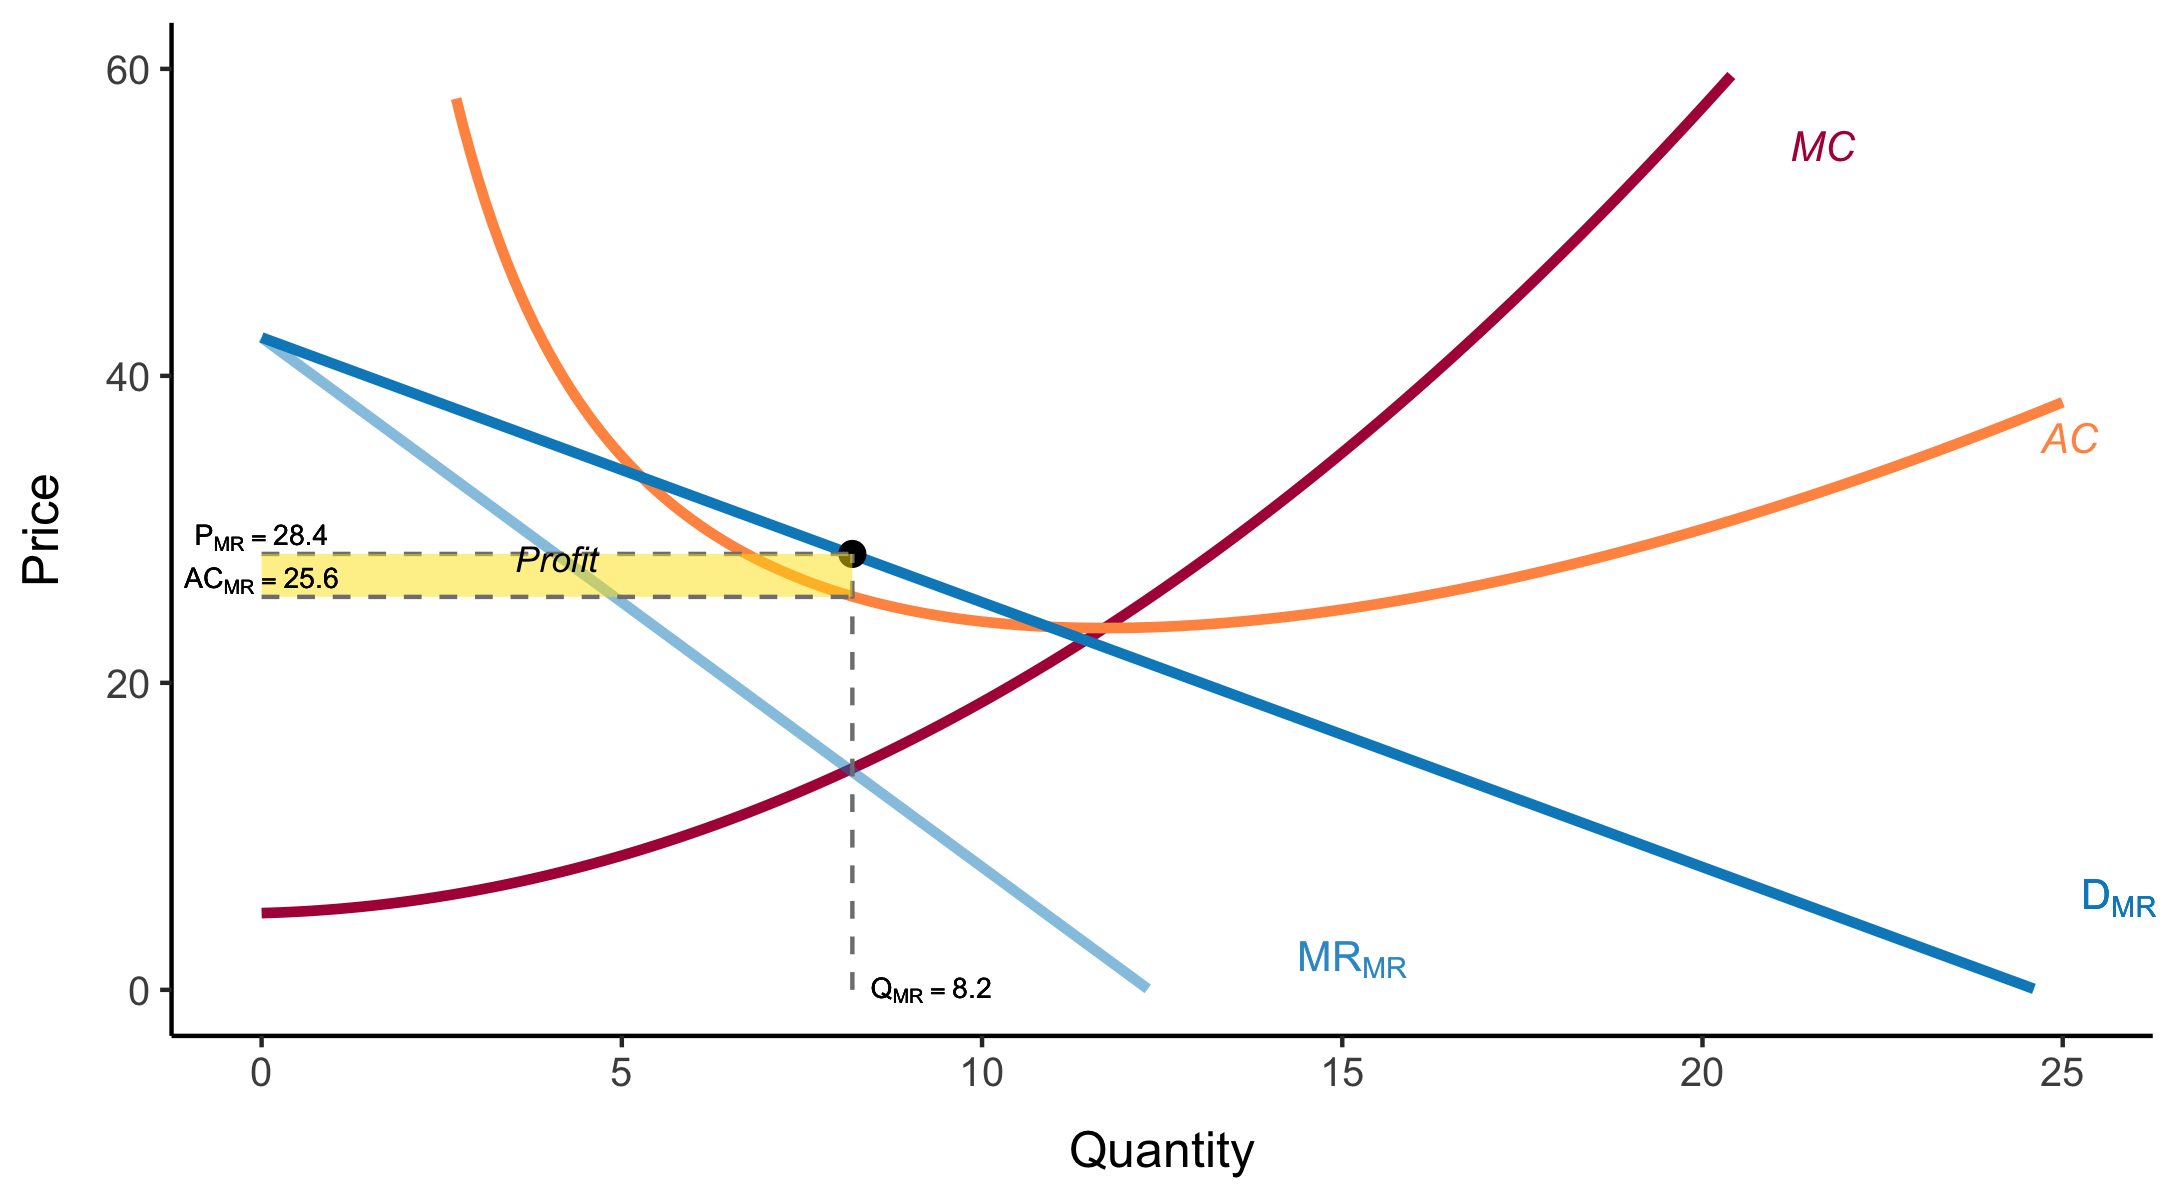 60
MC
40
AC
Price
P_MR = 28.4
Profit
AC_MR = 25.6
20
D_MR
MR_MR
0
Q_MR = 8.2
0 5 10 15 20 25
Quantity